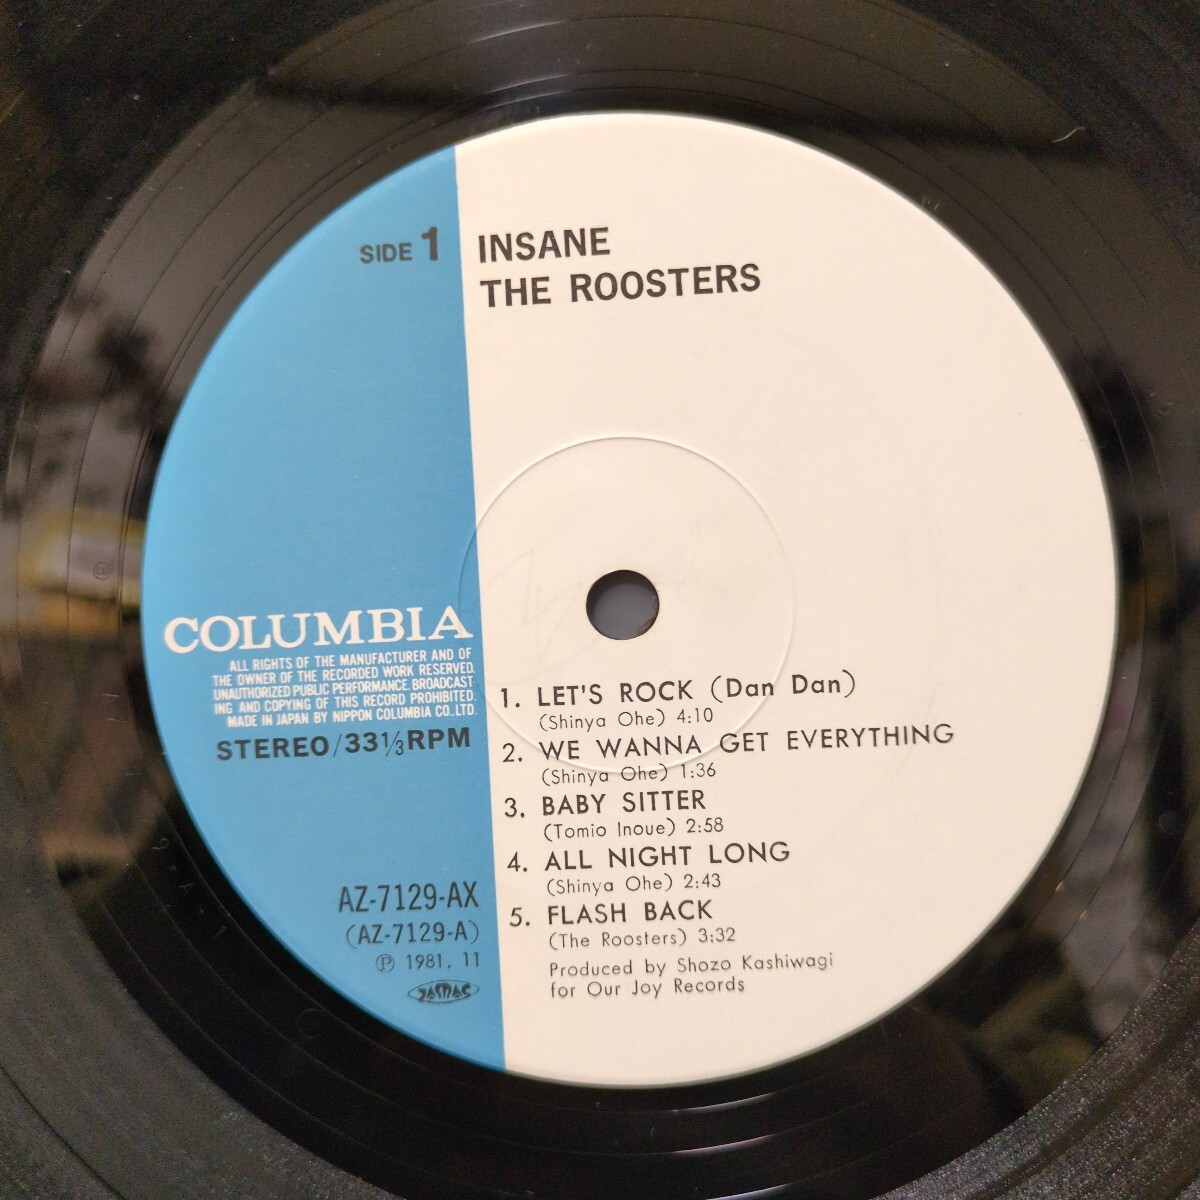 SIDE 1
INSANE
THE ROOSTERS
COLUMBIA
ALL RIGHTS OF THE MANUFACTURER AND OF
THE OWNER OF THE RECORDED WORK RESERVED.
UNAUTHORIZED PUBLIC PERFORMANCE. BROADCAST
ING AND COPYING OF THIS RECORD PROHIBITED.
MADE IN JAPAN BY NIPPON COLUMBIA CO.,LTD.
STEREO/33⅓RPM
AZ-7129-AX
(AZ-7129-A)
Ⓟ 1981. 11
JASRAC
1. LET'S ROCK (Dan Dan)
(Shinya Ohe) 4:10
2. WE WANNA GET EVERYTHING
(Shinya Ohe) 1:36
3. BABY SITTER
(Tomio Inoue) 2:58
4. ALL NIGHT LONG
(Shinya Ohe) 2:43
5. FLASH BACK
(The Roosters) 3:32
Produced by Shozo Kashiwagi
for Our Joy Records